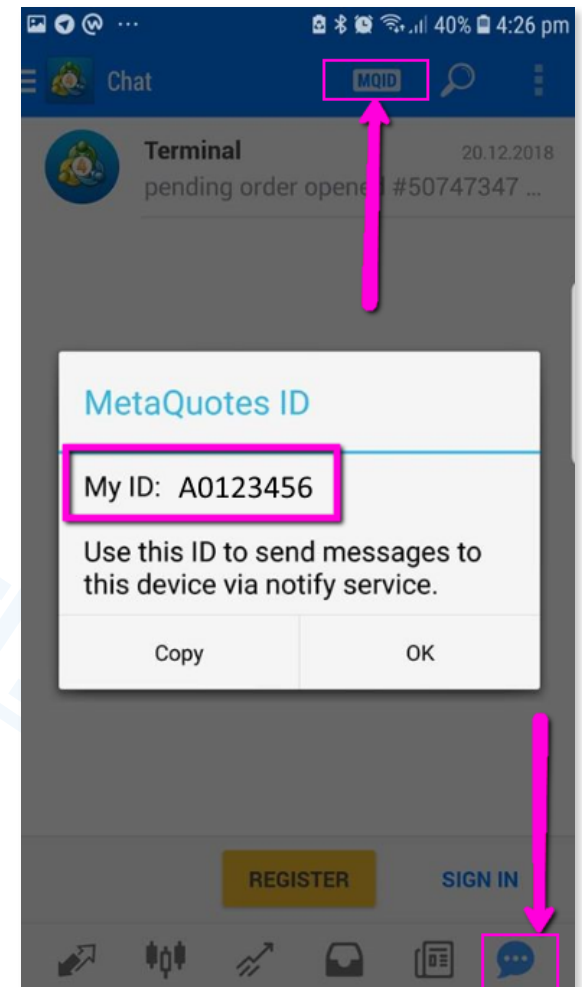 40% 4:26 pm
Chat MQID
Terminal 20.12.2018
pending order opened #50747347 ...
MetaQuotes ID
My ID: A0123456
Use this ID to send messages to
this device via notify service.
Copy OK
REGISTER SIGN IN